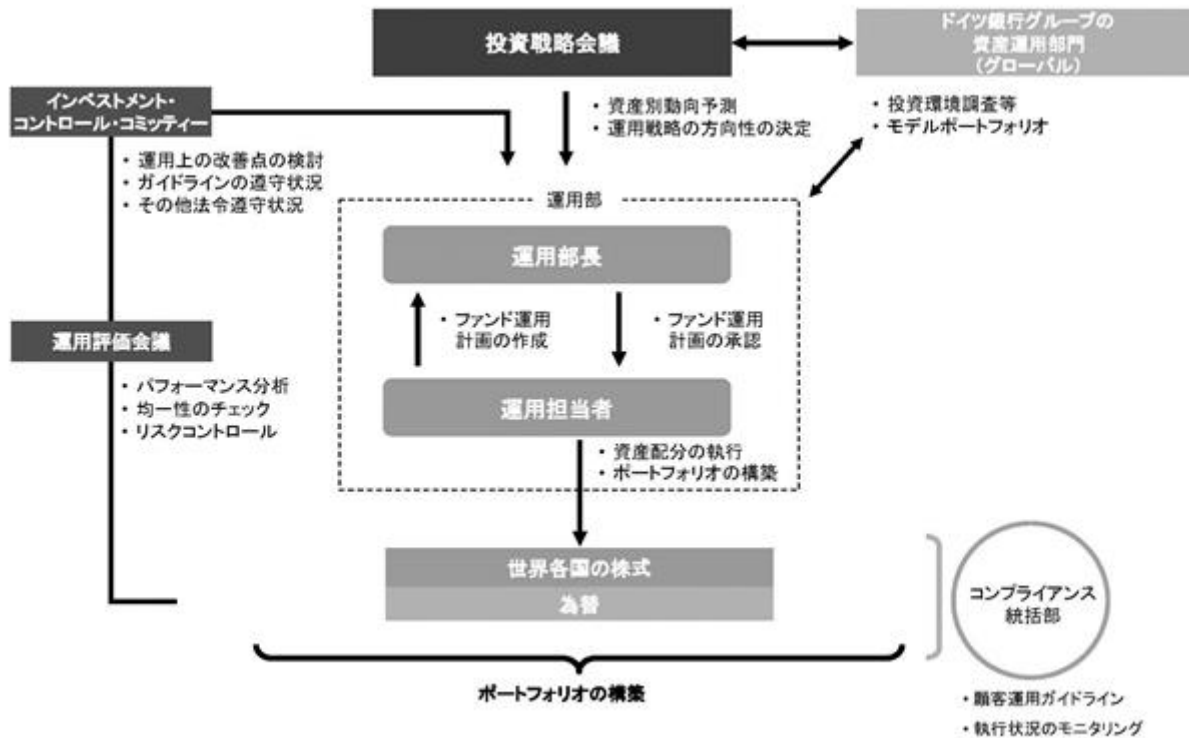 投資戦略会議
ドイツ銀行グループの
資産運用部門
(グローバル)
・資産別動向予測
・運用戦略の方向性の決定
・投資環境調査等
・モデルポートフォリオ
インベストメント・
コントロール・コミッティー
・運用上の改善点の検討
・ガイドラインの遵守状況
・その他法令遵守状況
運用部
運用部長
・ファンド運用
計画の作成
・ファンド運用
計画の承認
運用評価会議
・パフォーマンス分析
・均一性のチェック
・リスクコントロール
運用担当者
・資産配分の執行
・ポートフォリオの構築
世界各国の株式
為替
コンプライアンス
統括部
ポートフォリオの構築
・顧客運用ガイドライン
・執行状況のモニタリング